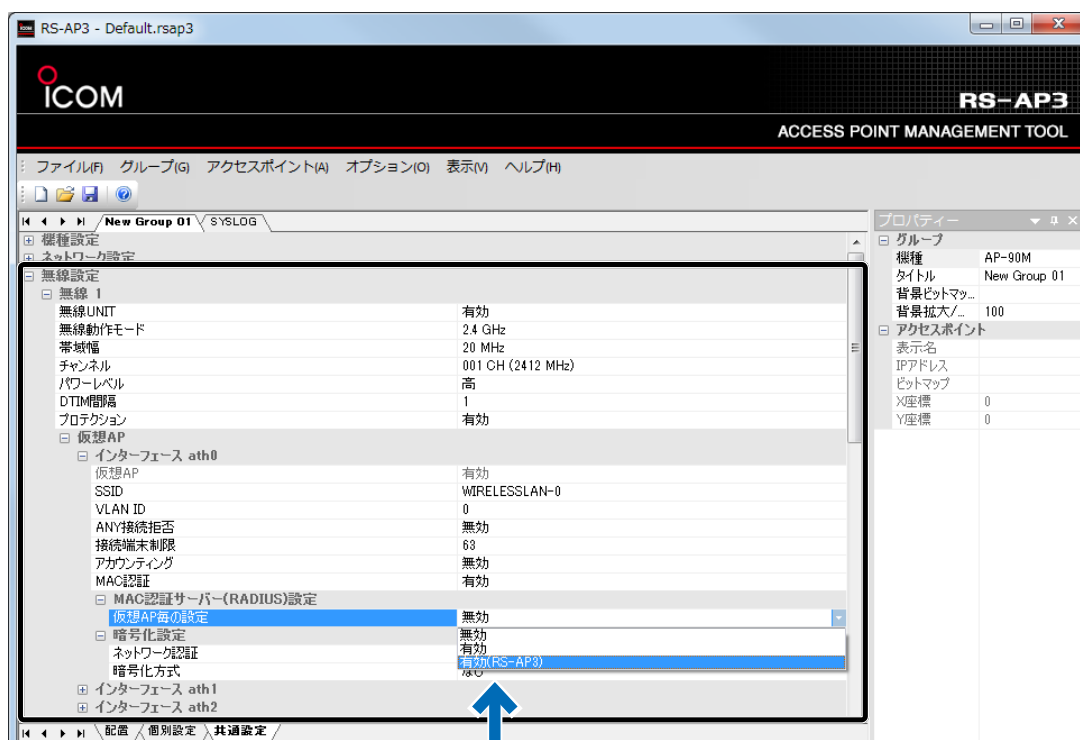 RS-AP3 - Default.rsap3
ICOM
RS-AP3
ACCESS POINT MANAGEMENT TOOL
ファイル(F) グループ(G) アクセスポイント(A) オプション(O) 表示(V) ヘルプ(H)
New Group 01 SYSLOG
機種設定
ネットワーク設定
無線設定
無線 1
無線UNIT 有効
無線動作モード 2.4 GHz
帯域幅 20 MHz
チャンネル 001 CH (2412 MHz)
パワーレベル 高
DTIM間隔 1
プロテクション 有効
仮想AP
インターフェース ath0
仮想AP 有効
SSID WIRELESSLAN-0
VLAN ID 0
ANY接続拒否 無効
接続端末制限 63
アカウンティング 無効
MAC認証 有効
MAC認証サーバー(RADIUS)設定
仮想AP毎の設定 無効
暗号化設定 無効
ネットワーク認証 有効
有効(RS-AP3)
暗号化方式 なし
インターフェース ath1
インターフェース ath2
配置 個別設定 共通設定
プロパティー
グループ
機種 AP-90M
タイトル New Group 01
背景ビットマッ...
背景拡大/... 100
アクセスポイント
表示名
IPアドレス
ビットマップ
X座標 0
Y座標 0